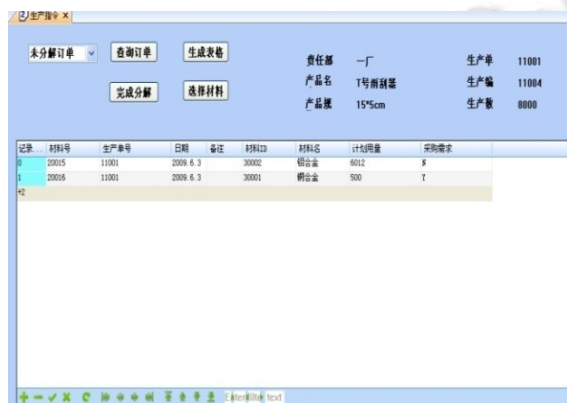 生产指令 x
未分解订单 查询订单 生成表格
责任部 一厂 生产单 11001
完成分解 选择材料
产品名 T号雨刮器 生产编 11004
产品规 15*5cm 生产数 8000
记录... 材料号 生产单号 日期 备注 材料ID 材料名 计划用量 采购需求
0 20015 11001 2009.6.3 30002 铝合金 6012 N
1 20016 11001 2009.6.3 30001 钢合金 500 Y
+2
Enter filter text